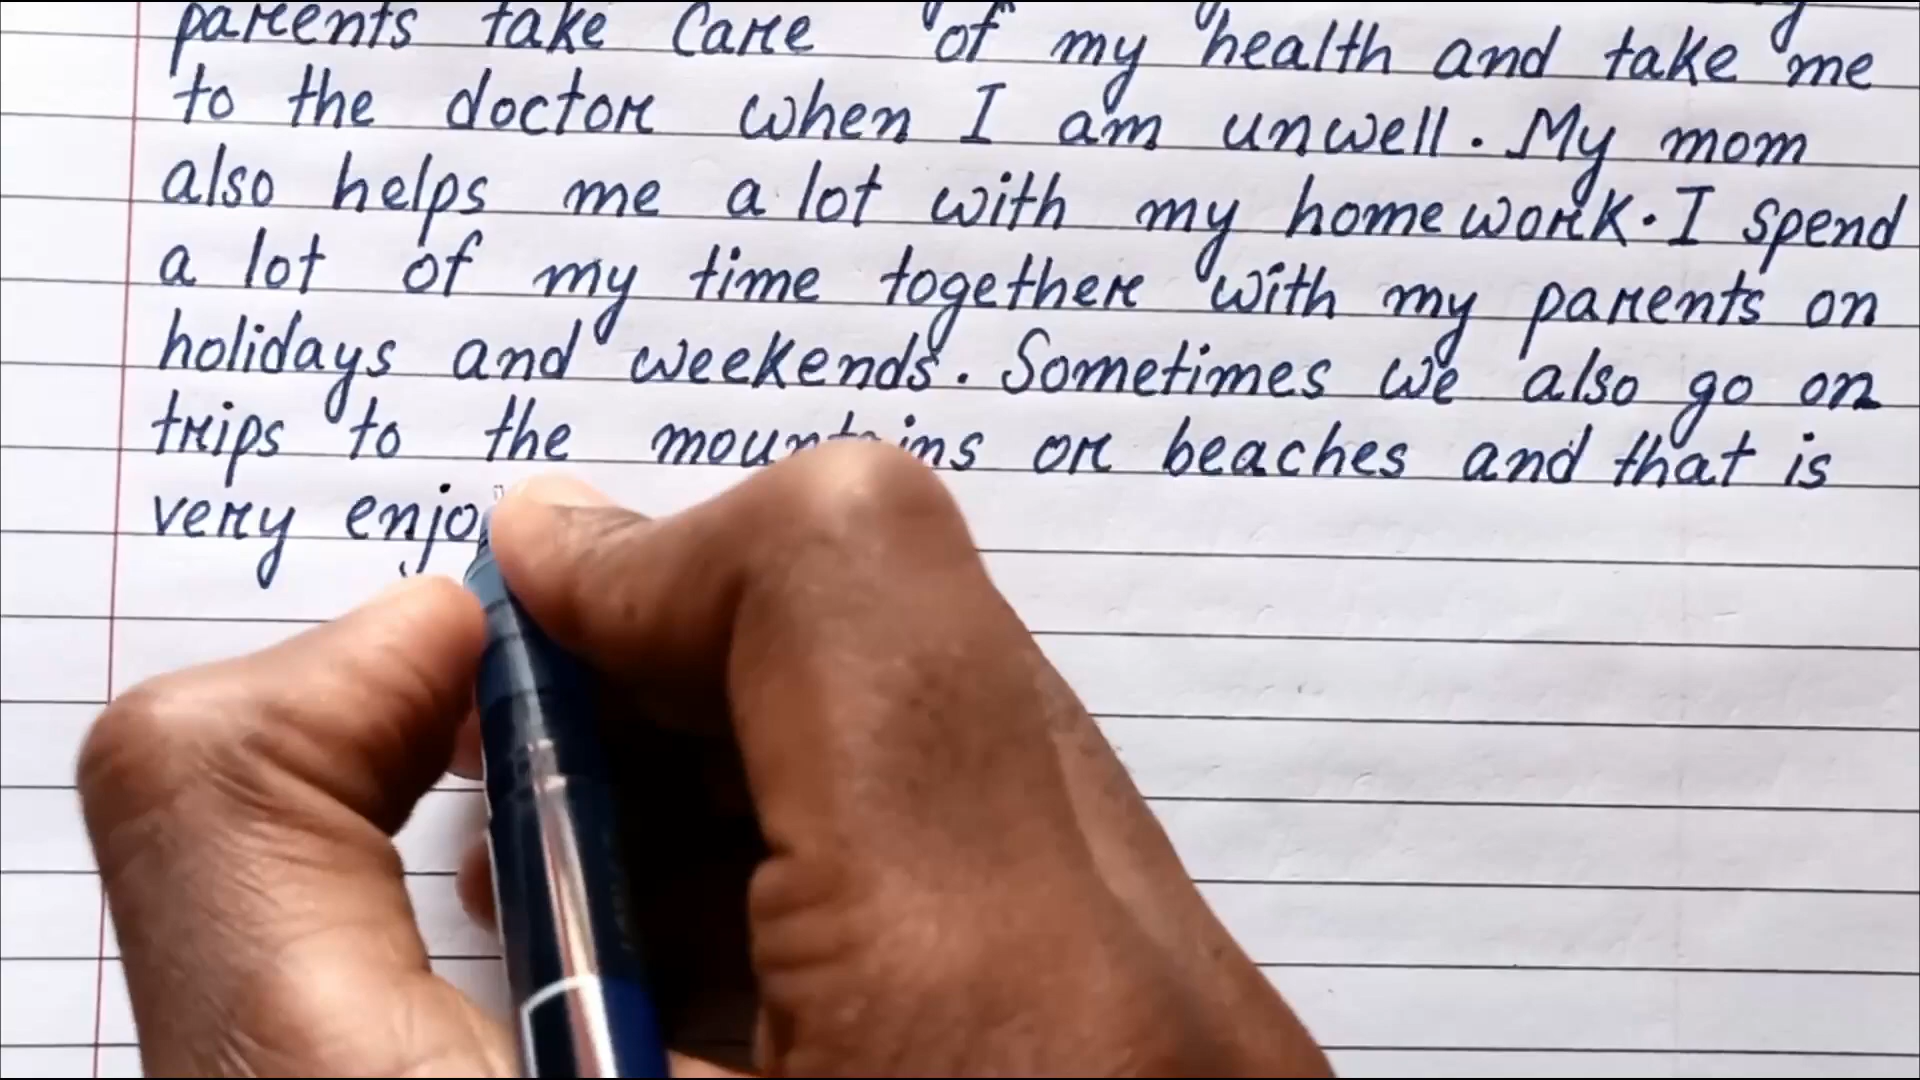 parents take Care of my health and take me
to the doctor when I am unwell. My mom
also helps me a lot with my homework. I spend
a lot of my time together with my parents on
holidays and weekends. Sometimes we also go on
trips to the mountains or beaches and that is
very enjoy